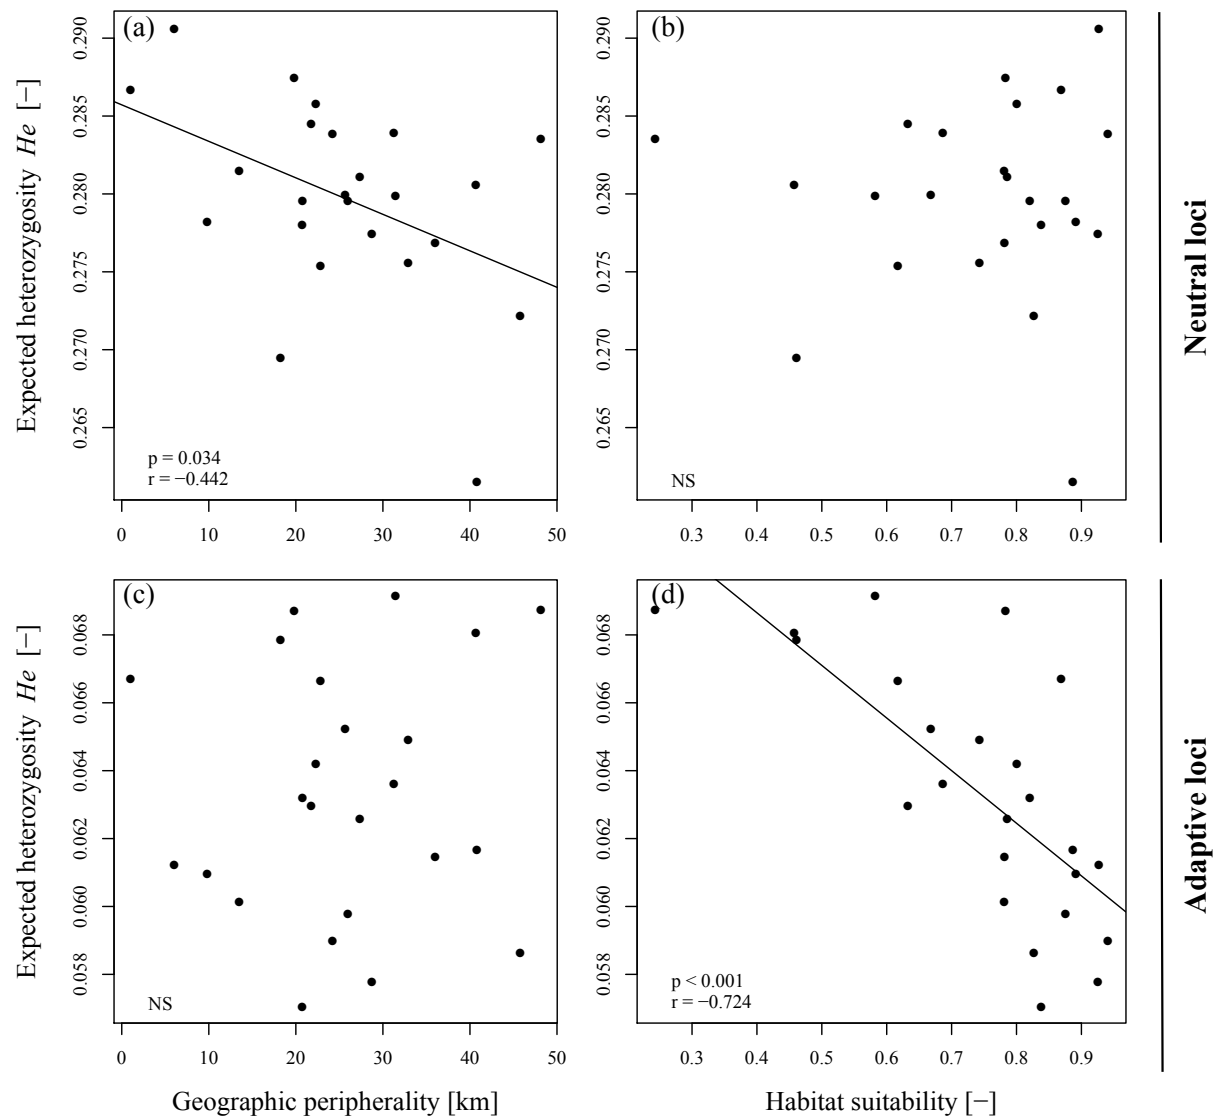 (a)
Expected heterozygosity He [−]
0.290
0.285
0.280
0.275
0.270
0.265
p = 0.034
r = −0.442
0 10 20 30 40 50
(b)
0.290
0.285
0.280
0.275
0.270
0.265
NS
0.3 0.4 0.5 0.6 0.7 0.8 0.9
Neutral loci
(c)
Expected heterozygosity He [−]
0.068
0.066
0.064
0.062
0.060
0.058
NS
0 10 20 30 40 50
Geographic peripherality [km]
(d)
0.068
0.066
0.064
0.062
0.060
0.058
p < 0.001
r = −0.724
0.3 0.4 0.5 0.6 0.7 0.8 0.9
Habitat suitability [−]
Adaptive loci